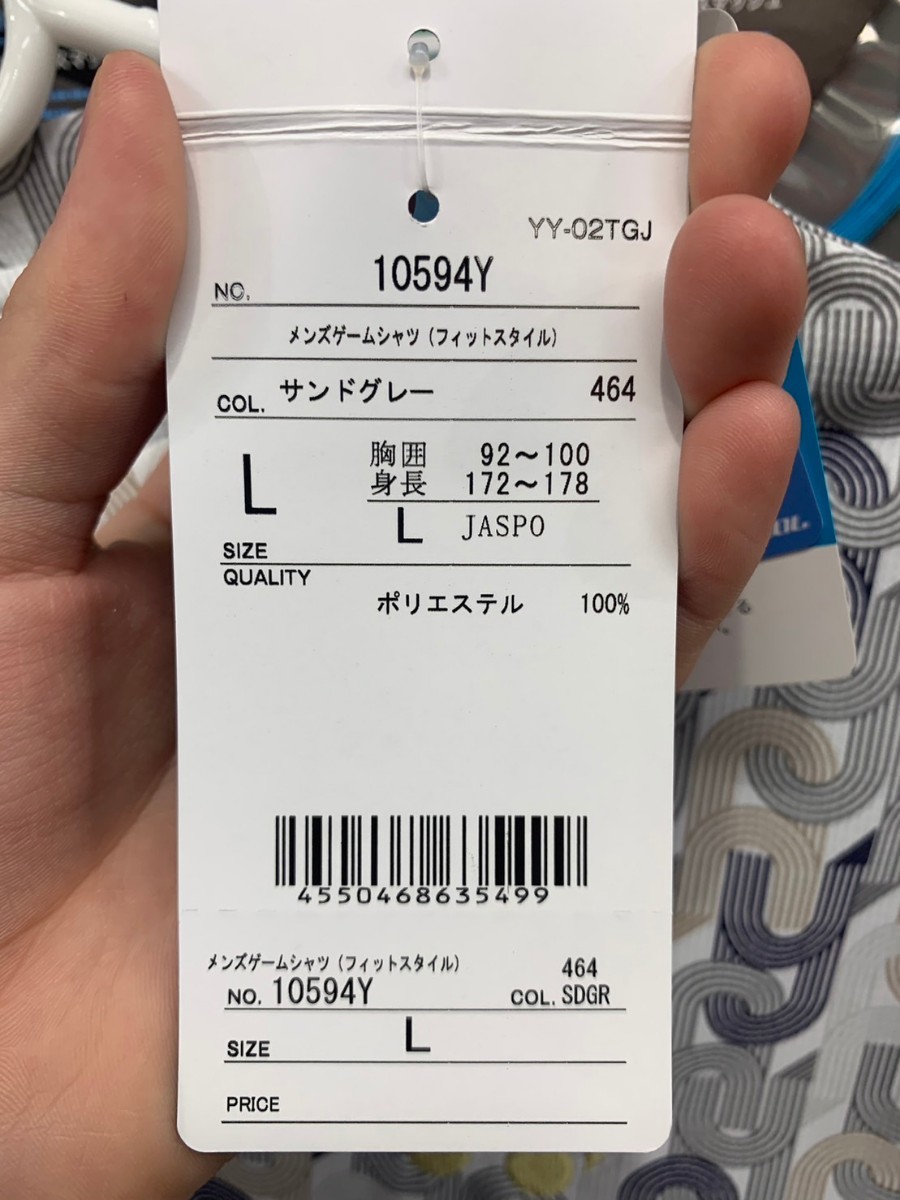 YY-02TGJ
NO. 10594Y
メンズゲームシャツ(フィットスタイル)
COL. サンドグレー 464
胸囲 92〜100
身長 172〜178
L
L JASPO
SIZE
QUALITY
ポリエステル 100%
4550468635499
メンズゲームシャツ(フィットスタイル) 464
NO. 10594Y COL. SDGR
SIZE L
PRICE